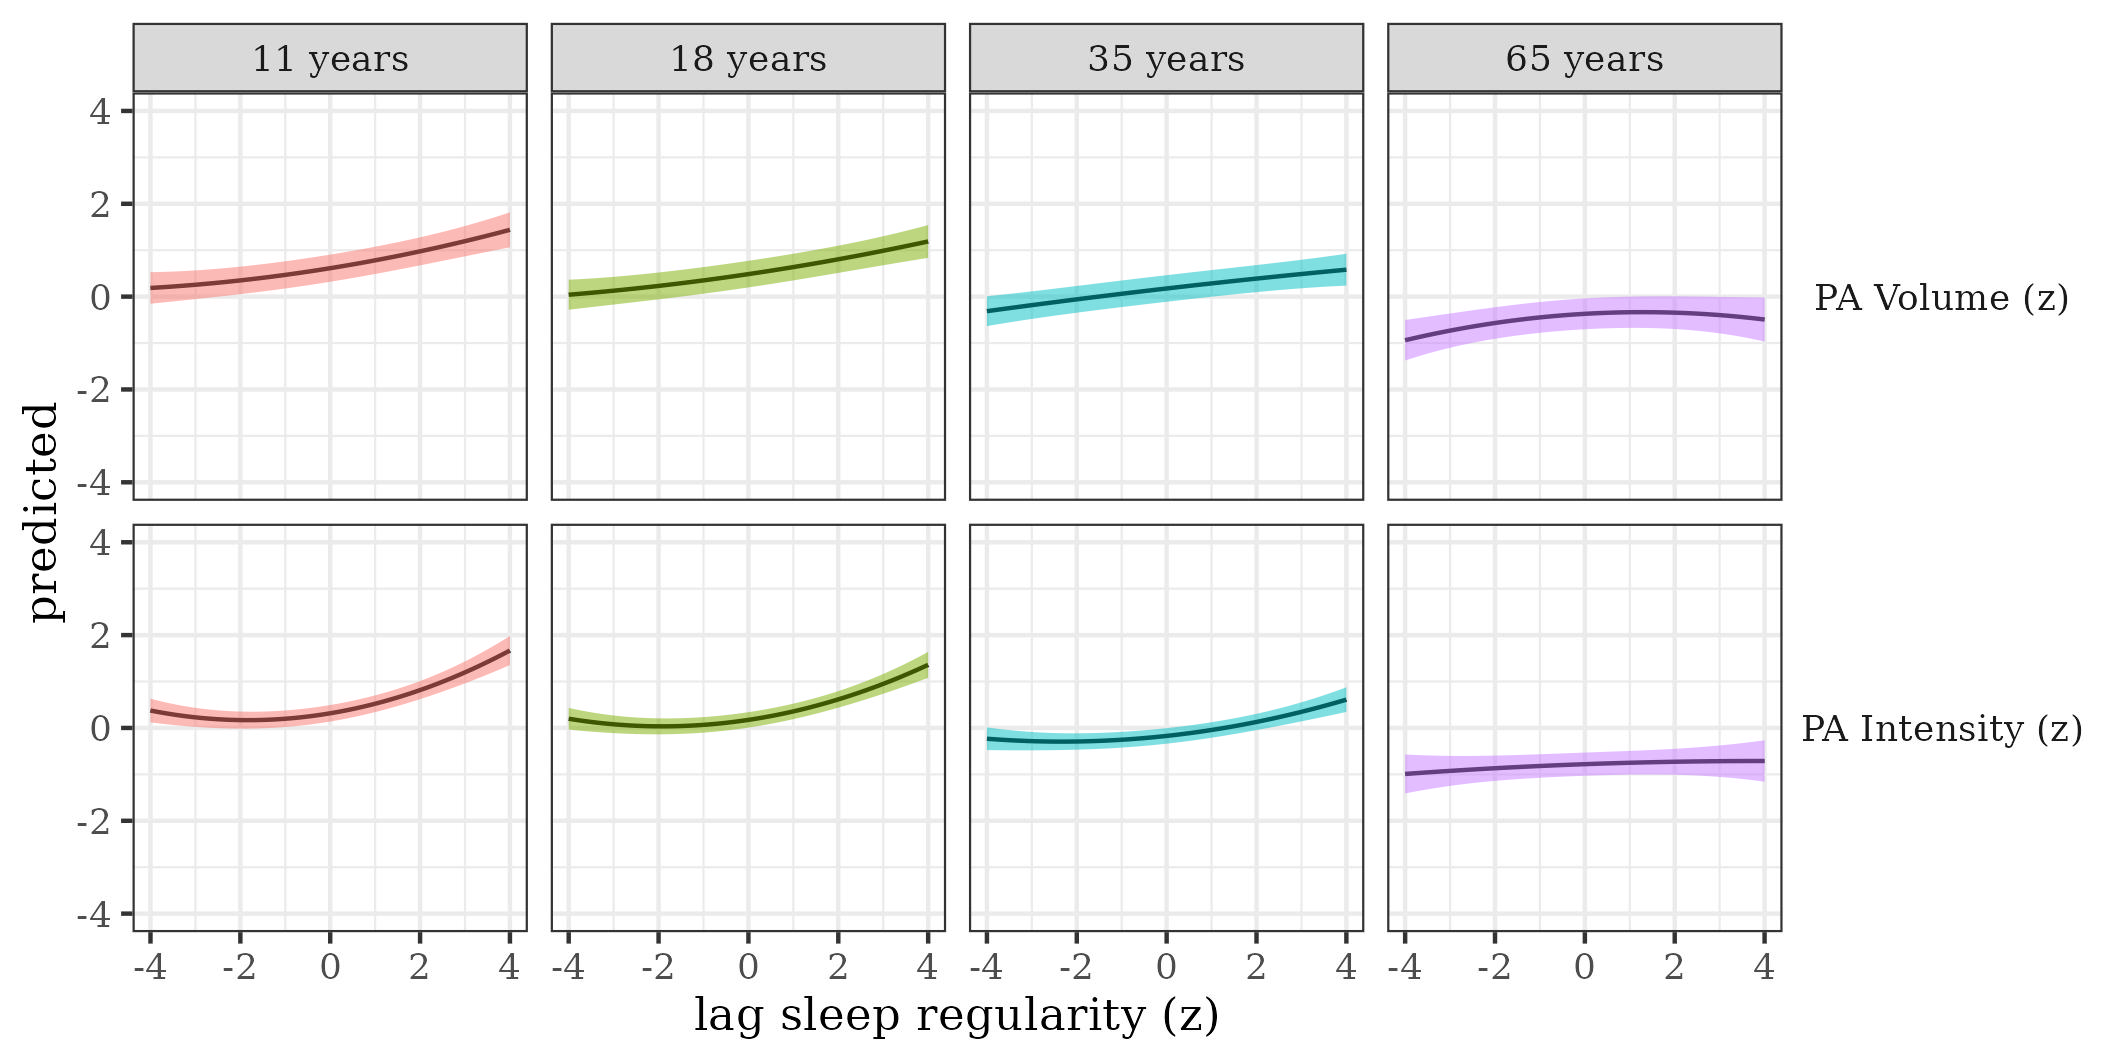 11 years 18 years 35 years 65 years
4
2
0
-2
-4
PA Volume (z)
predicted
4
2
0
-2
-4
PA Intensity (z)
-4 -2 0 2 4 -4 -2 0 2 4 -4 -2 0 2 4 -4 -2 0 2 4
lag sleep regularity (z)